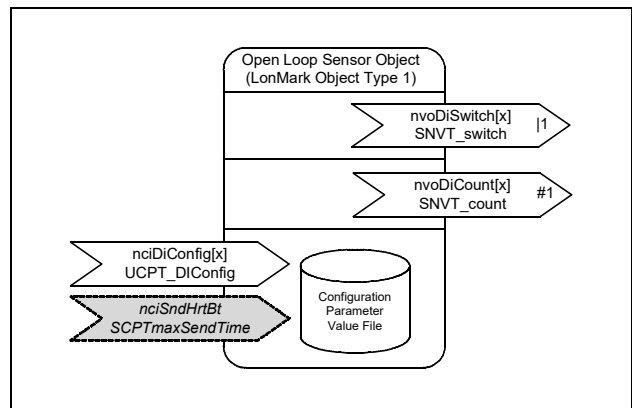 Open Loop Sensor Object
(LonMark Object Type 1)
nvoDiSwitch[x] |1
SNVT_switch
nvoDiCount[x] #1
SNVT_count
nciDiConfig[x]
UCPT_DIConfig
nciSndHrtBt
SCPTmaxSendTime
Configuration
Parameter
Value File